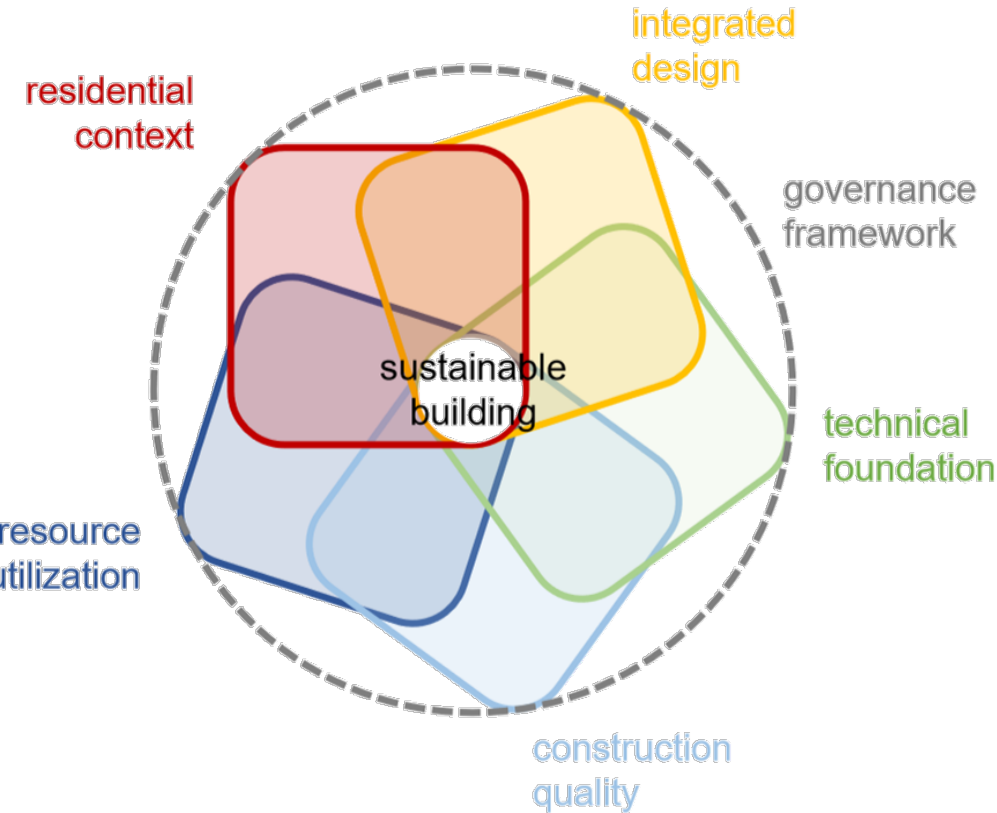 integrated
design
residential
context
governance
framework
sustainable
building
technical
foundation
resource
utilization
construction
quality